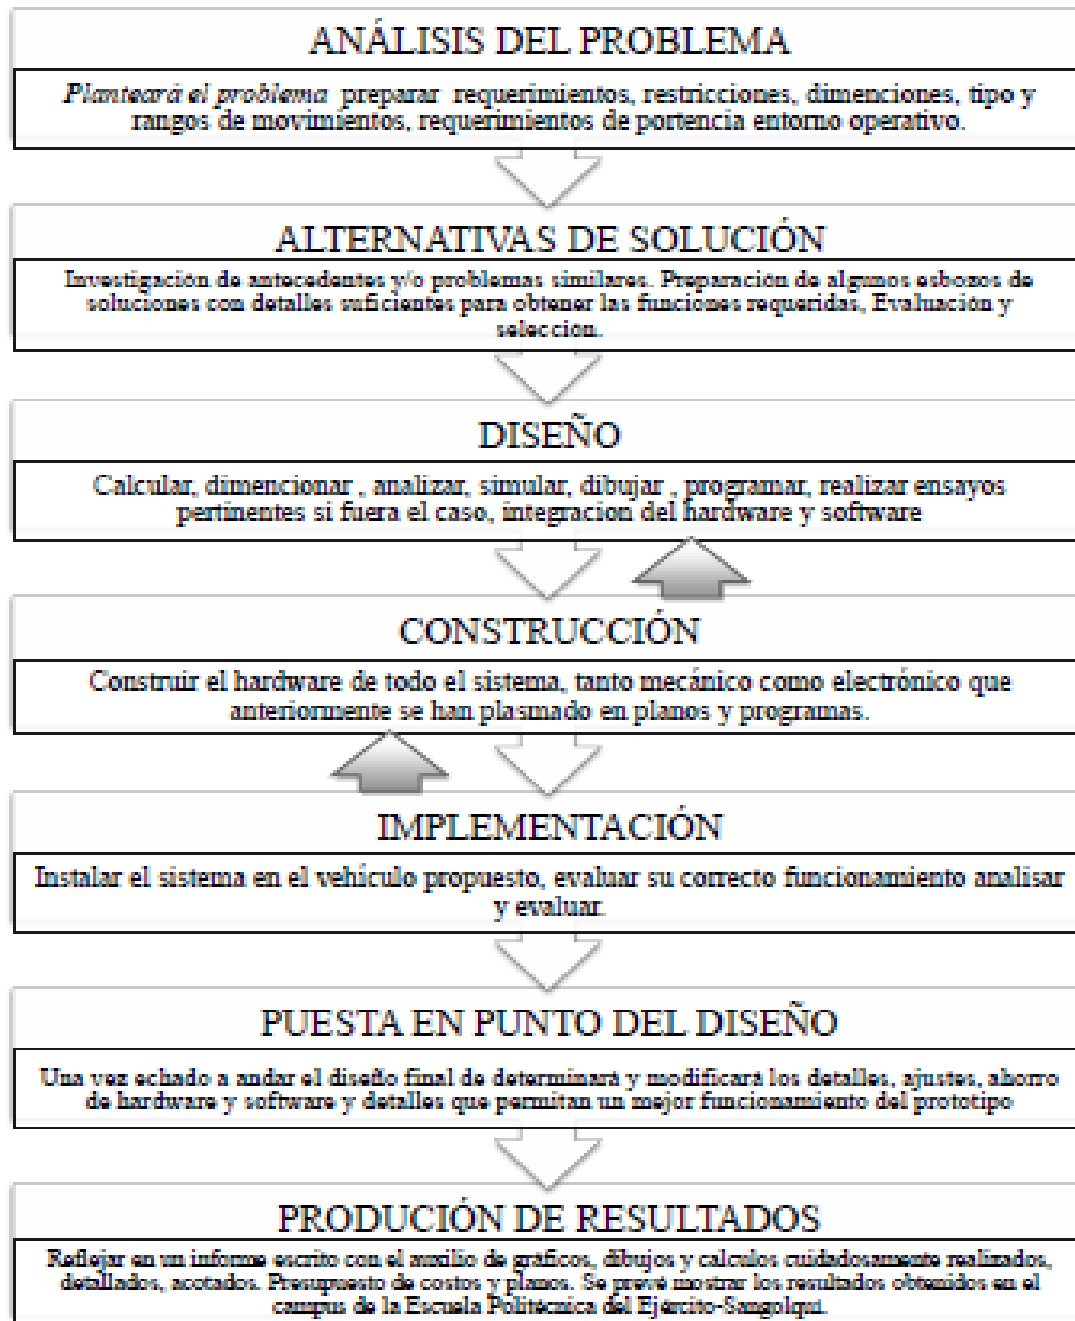 ANÁLISIS DEL PROBLEMA
Planteará el problema preparar requerimientos, restricciones, dimenciones, tipo y
rangos de movimientos, requerimientos de portencia entorno operativo.
ALTERNATIVAS DE SOLUCIÓN
Investigación de antecedentes y/o problemas similares. Preparación de algunos esbozos de
soluciones con detalles suficientes para obtener las funciones requeridas, Evaluación y
selección.
DISEÑO
Calcular, dimencionar , analizar, simular, dibujar , programar, realizar ensayos
pertinentes si fuera el caso, integracion del hardware y software
CONSTRUCCIÓN
Construir el hardware de todo el sistema, tanto mecánico como electrónico que
anteriormente se han plasmado en planos y programas.
IMPLEMENTACIÓN
Instalar el sistema en el vehículo propuesto, evaluar su correcto funcionamiento analisar
y evaluar.
PUESTA EN PUNTO DEL DISEÑO
Una vez echado a andar el diseño final de determinará y modificará los detalles, ajustes, ahorro
de hardware y software y detalles que permitan un mejor funcionamiento del prototipo
PRODUCIÓN DE RESULTADOS
Reflejar en un informe escrito con el auxilio de gráficos, dibujos y calculos cuidadosamente realizados,
detallados, acotados. Presupuesto de costos y planos. Se prevé mostrar los resultados obtenidos en el
campus de la Escuela Politécnica del Ejército-Sangolquí.